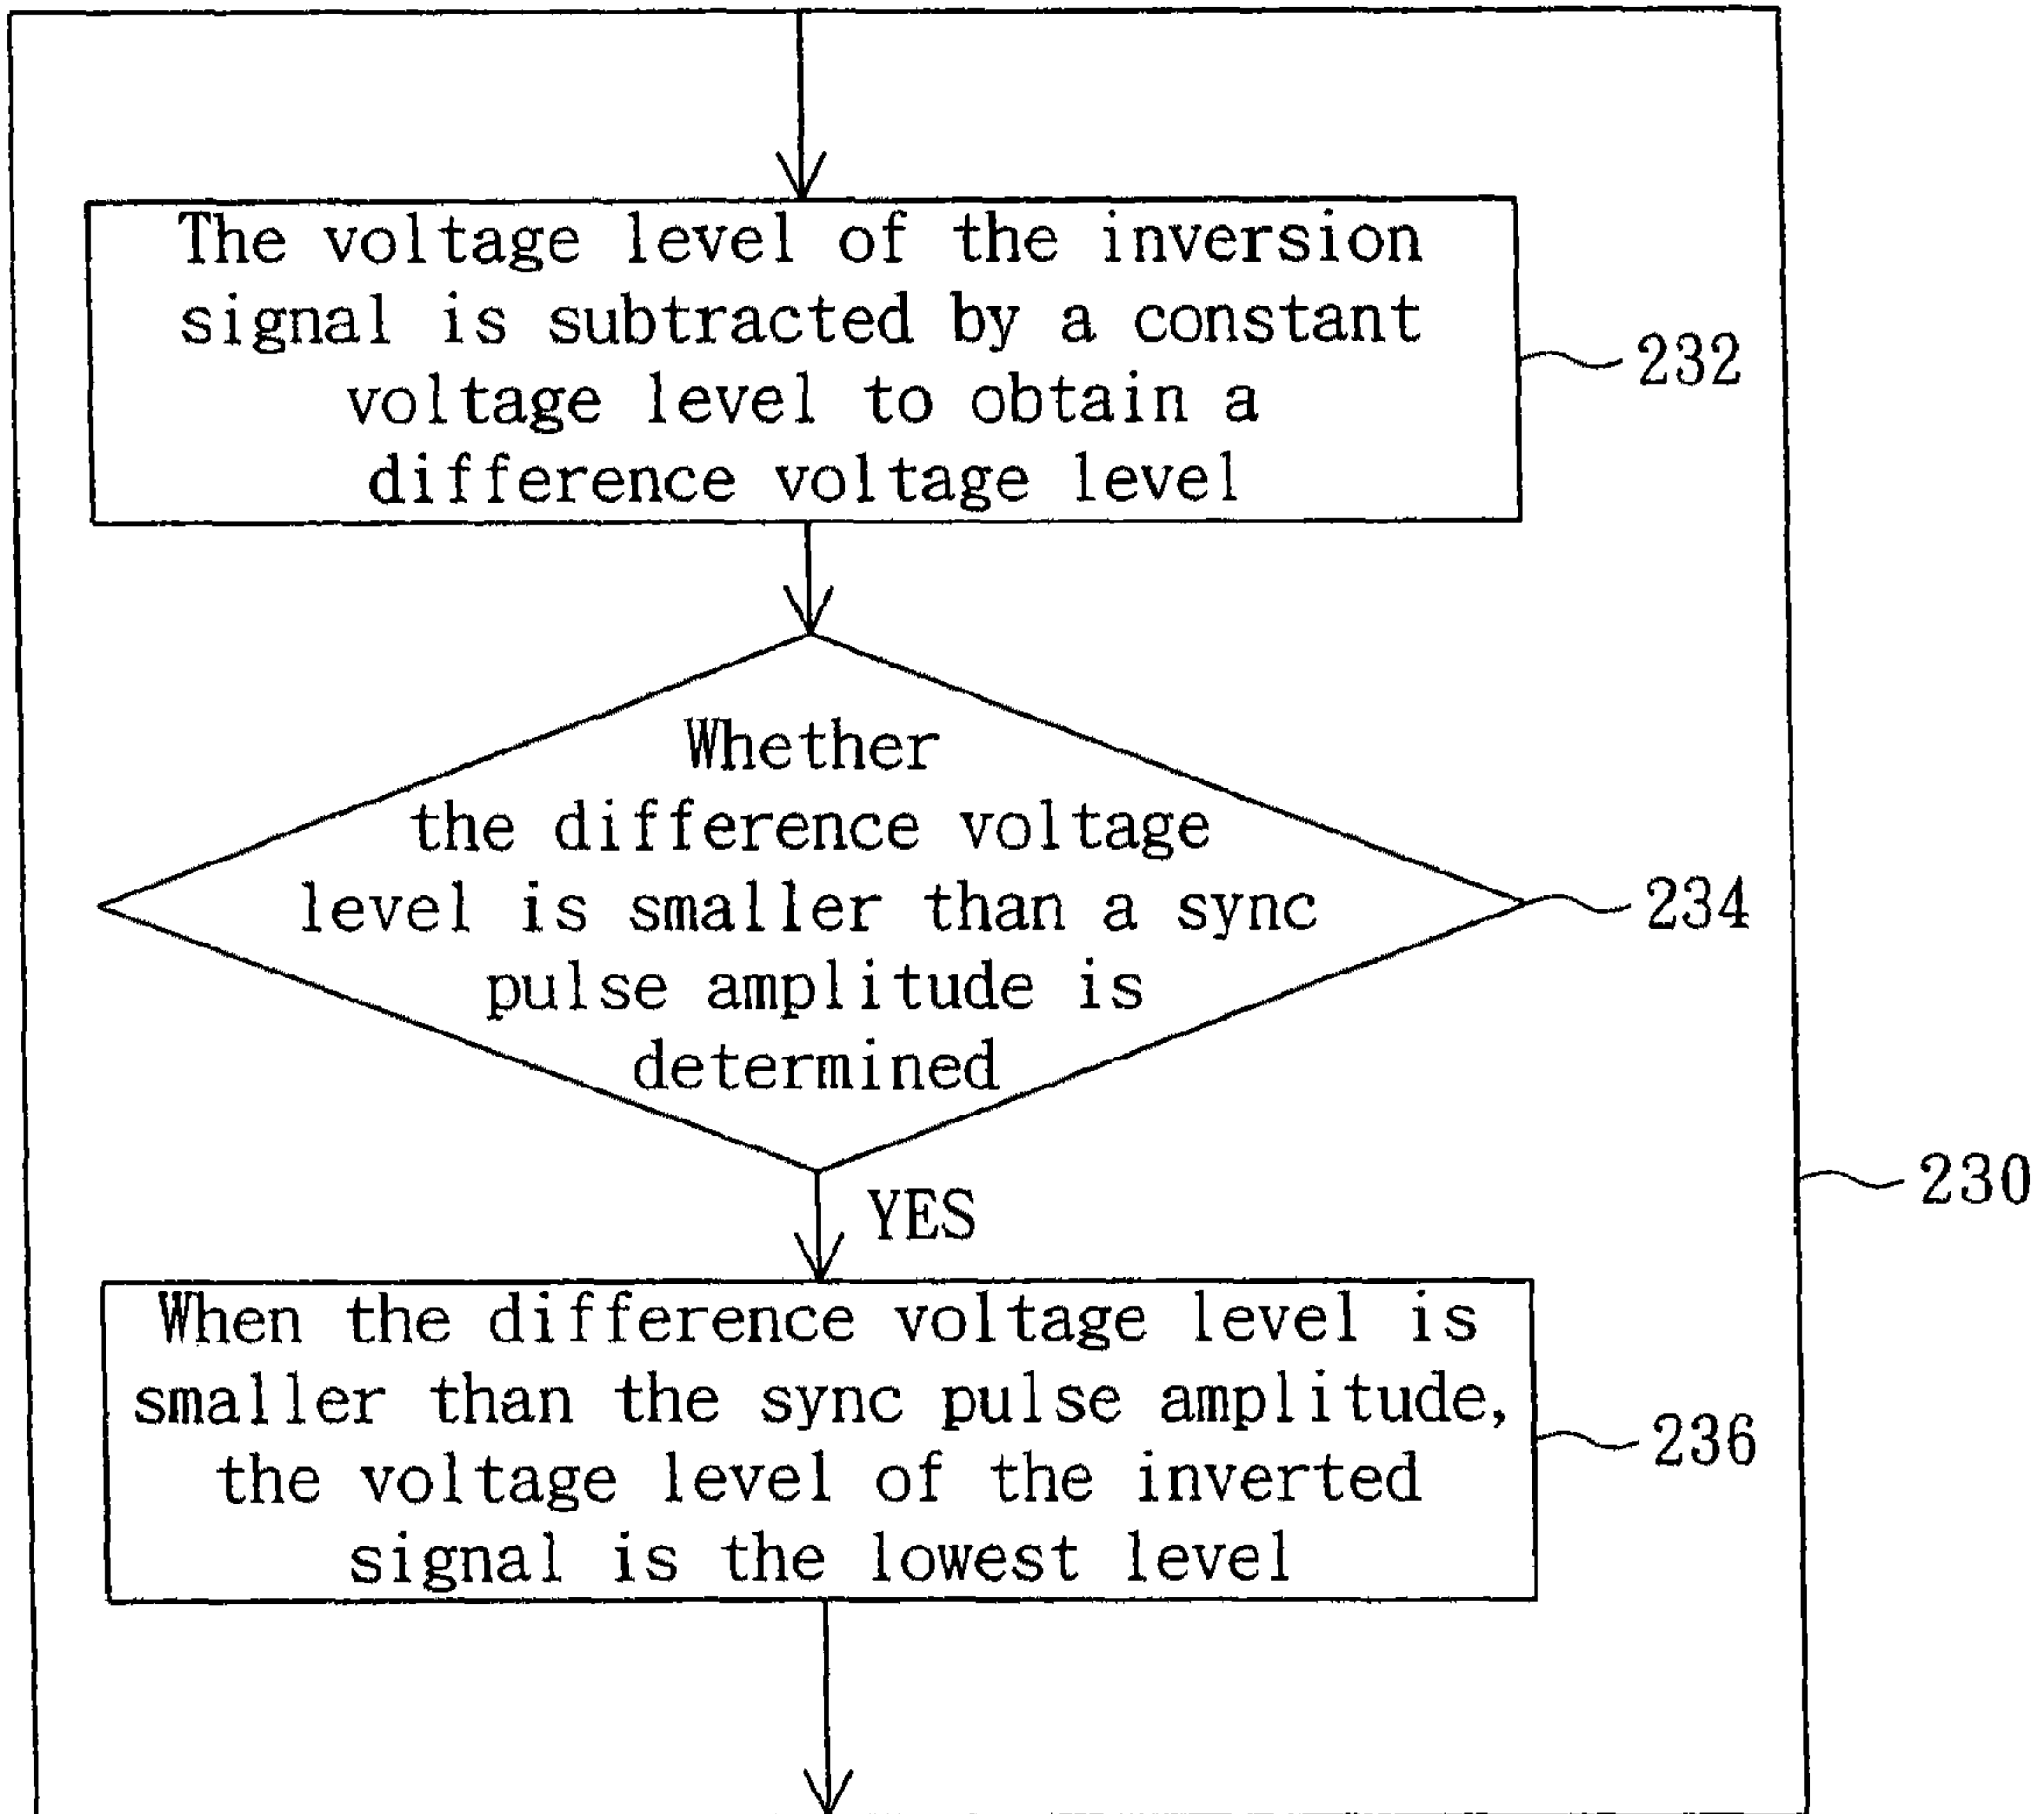 The voltage level of the inversion
signal is subtracted by a constant
voltage level to obtain a
difference voltage level
232
Whether
the difference voltage
level is smaller than a sync
pulse amplitude is
determined
234
YES
230
When the difference voltage level is
smaller than the sync pulse amplitude,
the voltage level of the inverted
signal is the lowest level
236